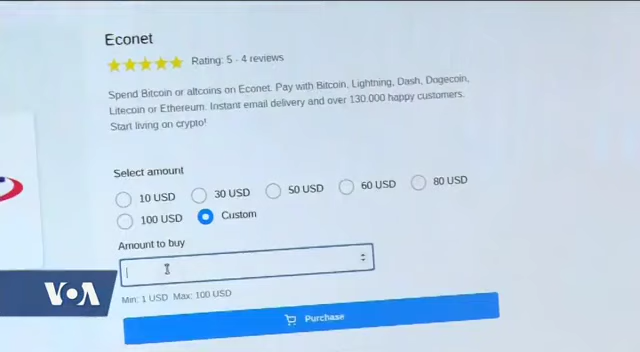 Econet
Rating: 5 - 4 reviews
Spend Bitcoin or altcoins on Econet. Pay with Bitcoin, Lightning, Dash, Dogecoin,
Litecoin or Ethereum. Instant email delivery and over 130.000 happy customers.
Start living on crypto!
Select amount
10 USD 30 USD 50 USD 60 USD 80 USD
100 USD Custom
Amount to buy
Min: 1 USD Max: 100 USD
Purchase
VOA